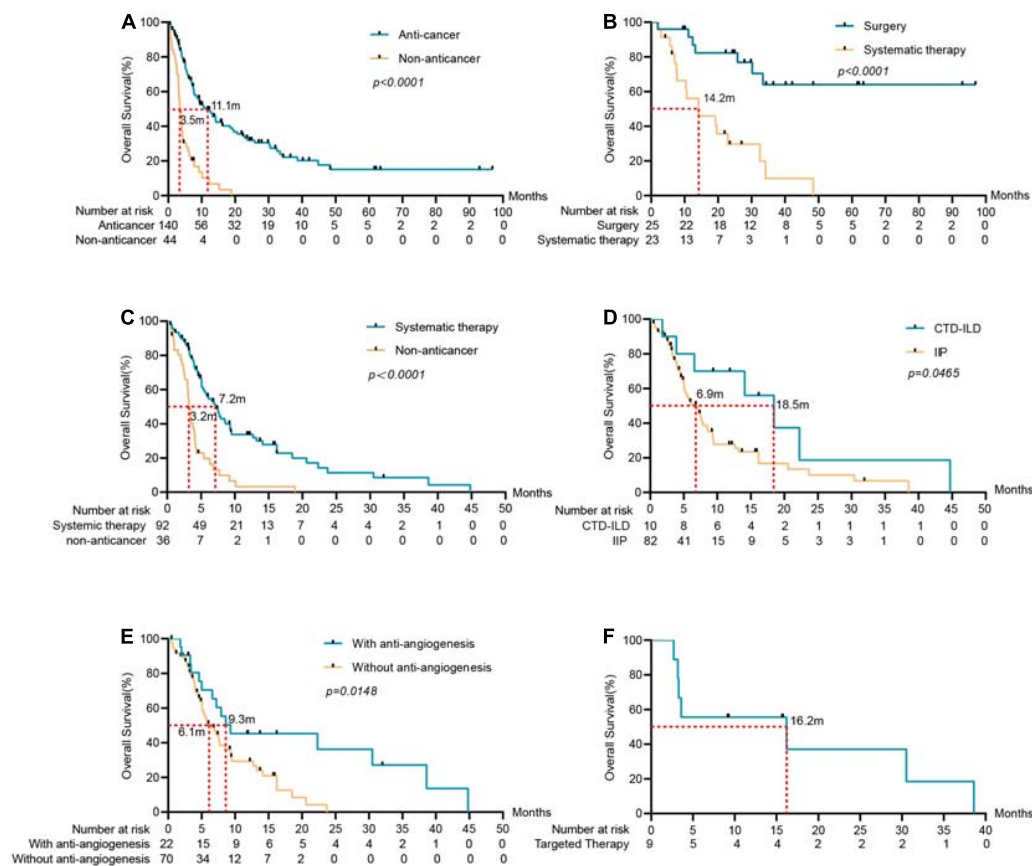 A
Overall Survival(%)
100
80
60
40
20
0
Anti-cancer
Non-anticancer
p<0.0001
11.1m
3.5m
Months
0 10 20 30 40 50 60 70 80 90 100
Number at risk
Anticancer 140 56 32 19 10 5 5 2 2 2 0
Non-anticancer 44 4 0 0 0 0 0 0 0 0 0
B
Overall Survival(%)
100
80
60
40
20
0
Surgery
Systematic therapy
p<0.0001
14.2m
Months
0 10 20 30 40 50 60 70 80 90 100
Number at risk
Surgery 25 22 18 12 8 5 5 2 2 2 0
Systematic therapy 23 13 7 3 1 0 0 0 0 0 0
C
Overall Survival(%)
100
80
60
40
20
0
Systematic therapy
Non-anticancer
p<0.0001
7.2m
3.2m
Months
0 5 10 15 20 25 30 35 40 45 50
Number at risk
Systemic therapy 92 49 21 13 7 4 4 2 1 0 0
non-anticancer 36 7 2 1 0 0 0 0 0 0 0
D
Overall Survival(%)
100
80
60
40
20
0
CTD-ILD
IIP
p=0.0465
6.9m
18.5m
Months
0 5 10 15 20 25 30 35 40 45 50
Number at risk
CTD-ILD 10 8 6 4 2 1 1 1 1 0 0
IIP 82 41 15 9 5 3 3 1 0 0 0
E
Overall Survival(%)
100
80
60
40
20
0
With anti-angiogenesis
Without anti-angiogenesis
p=0.0148
9.3m
6.1m
Months
0 5 10 15 20 25 30 35 40 45 50
Number at risk
With anti-angiogenesis 22 15 9 6 5 4 4 2 1 0 0
Without anti-angiogenesis 70 34 12 7 2 0 0 0 0 0 0
F
Overall Survival(%)
100
80
60
40
20
0
16.2m
Months
0 5 10 15 20 25 30 35 40
Number at risk
Targeted Therapy 9 5 4 4 2 2 2 1 0